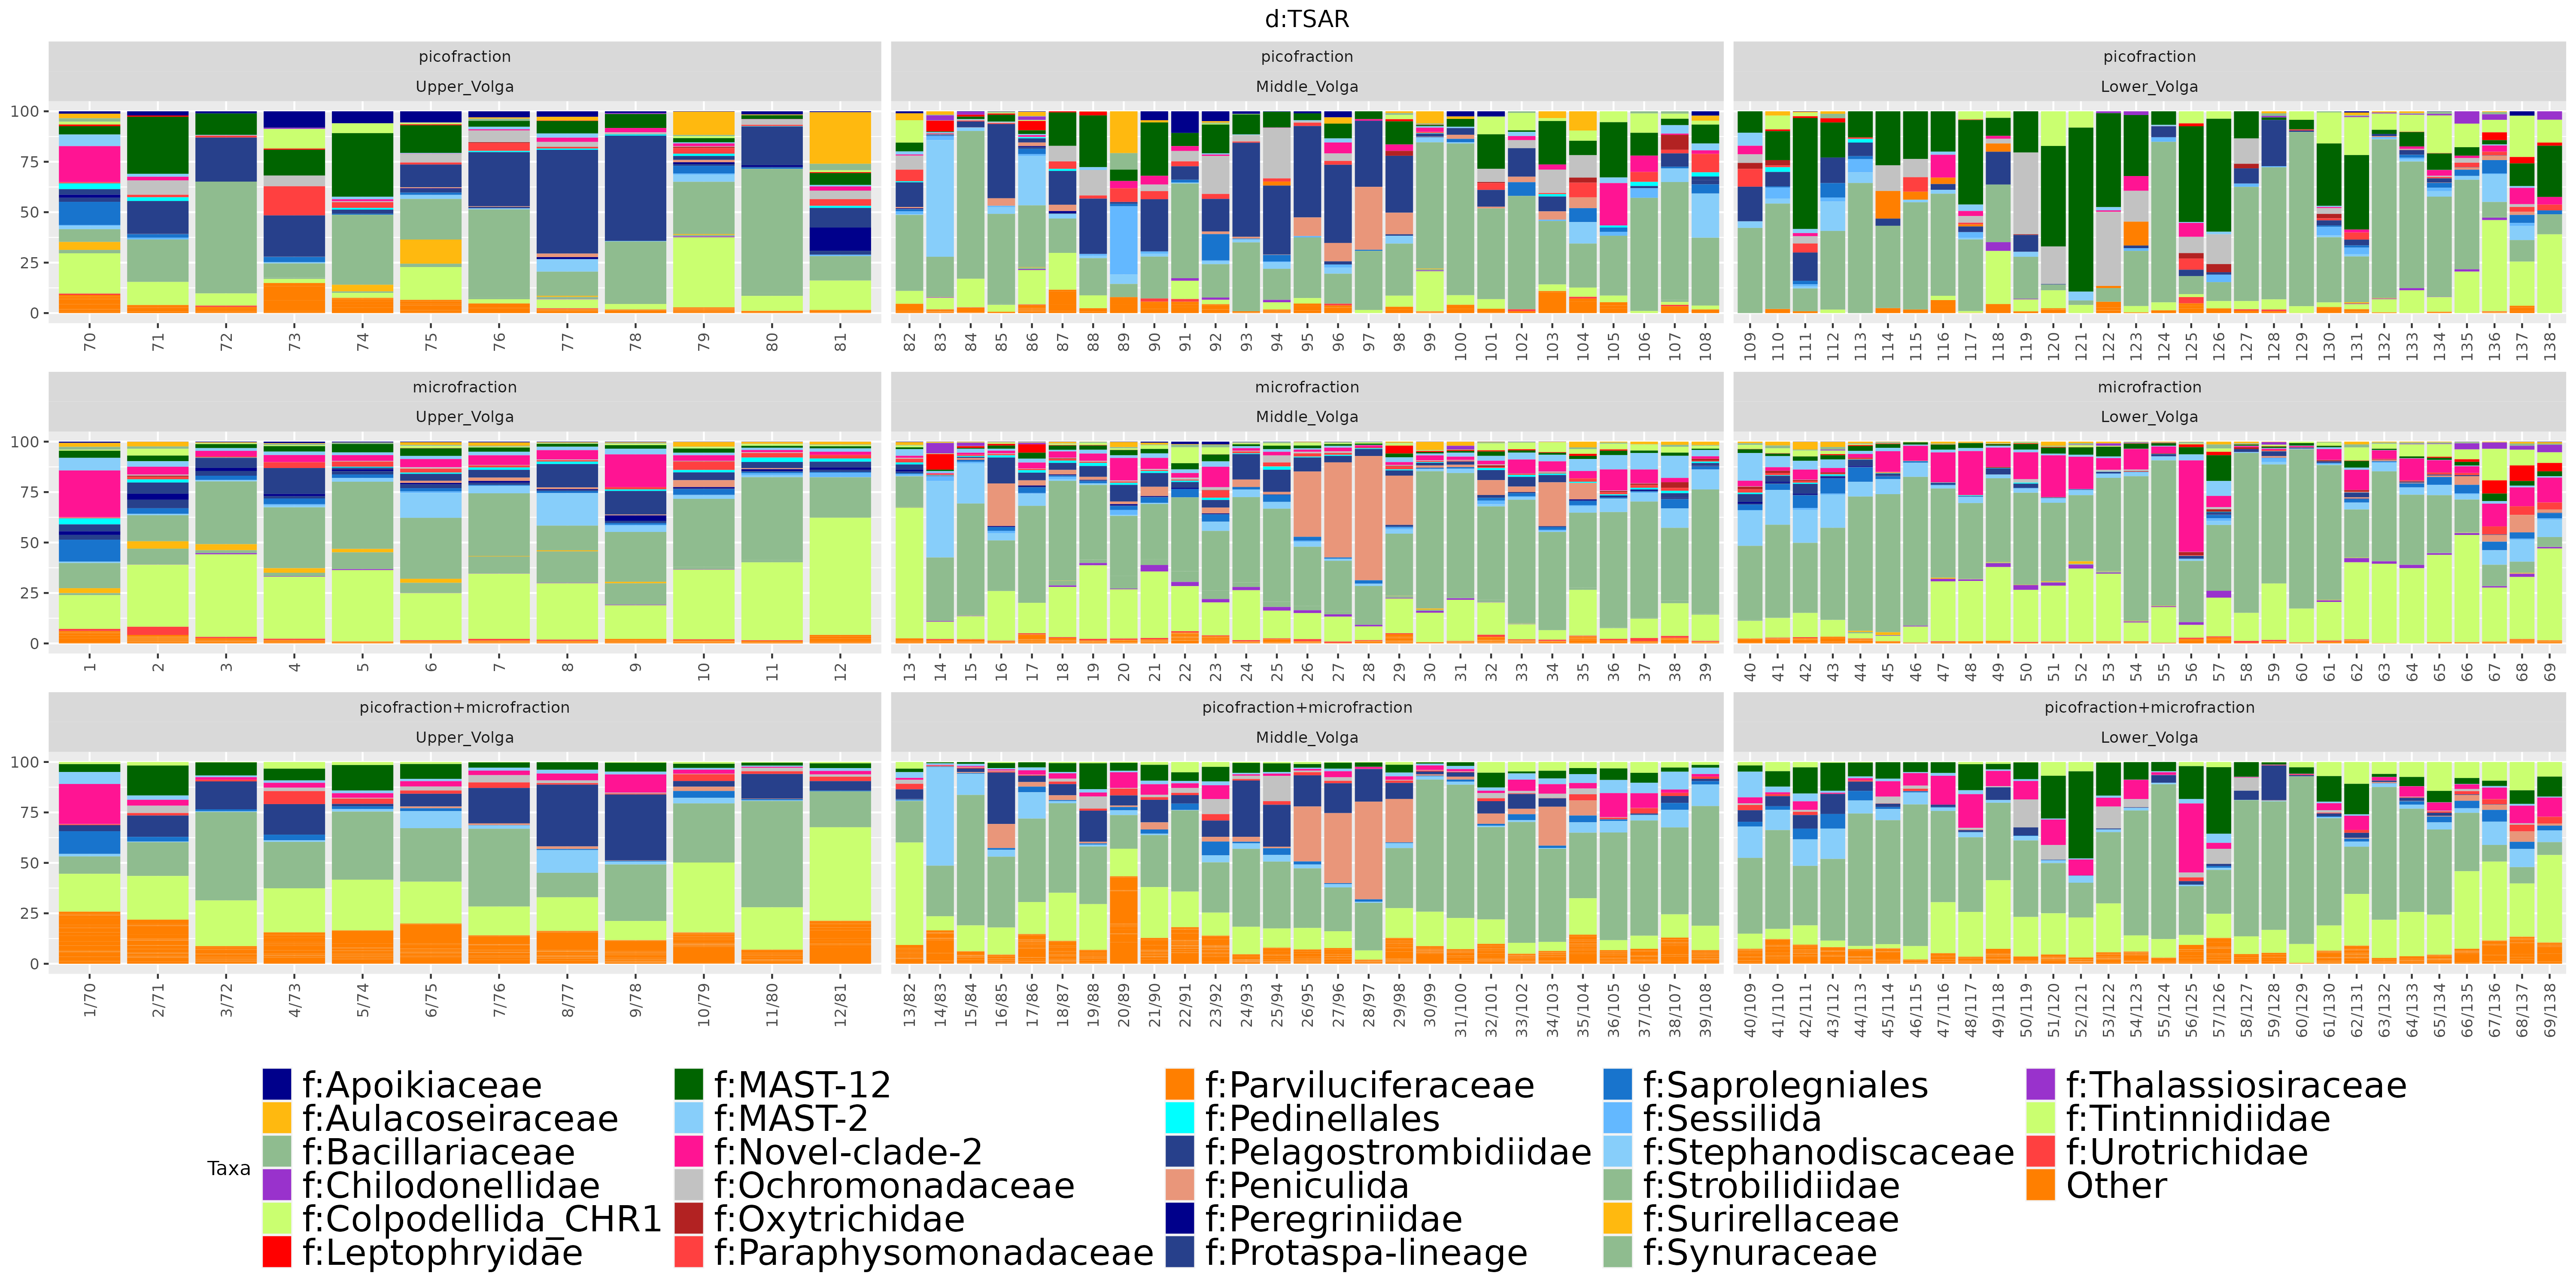 d:TSAR
picofraction picofraction picofraction
Upper_Volga Middle_Volga Lower_Volga
100
75
50
25
0
70 71 72 73 74 75 76 77 78 79 80 81 82 83 84 85 86 87 88 89 90 91 92 93 94 95 96 97 98 99 100 101 102 103 104 105 106 107 108 109 110 111 112 113 114 115 116 117 118 119 120 121 122 123 124 125 126 127 128 129 130 131 132 133 134 135 136 137 138
microfraction microfraction microfraction
Upper_Volga Middle_Volga Lower_Volga
100
75
50
25
0
1 2 3 4 5 6 7 8 9 10 11 12 13 14 15 16 17 18 19 20 21 22 23 24 25 26 27 28 29 30 31 32 33 34 35 36 37 38 39 40 41 42 43 44 45 46 47 48 49 50 51 52 53 54 55 56 57 58 59 60 61 62 63 64 65 66 67 68 69
picofraction+microfraction picofraction+microfraction picofraction+microfraction
Upper_Volga Middle_Volga Lower_Volga
100
75
50
25
0
1/70 2/71 3/72 4/73 5/74 6/75 7/76 8/77 9/78 10/79 11/80 12/81 13/82 14/83 15/84 16/85 17/86 18/87 19/88 20/89 21/90 22/91 23/92 24/93 25/94 26/95 27/96 28/97 29/98 30/99 31/100 32/101 33/102 34/103 35/104 36/105 37/106 38/107 39/108 40/109 41/110 42/111 43/112 44/113 45/114 46/115 47/116 48/117 49/118 50/119 51/120 52/121 53/122 54/123 55/124 56/125 57/126 58/127 59/128 60/129 61/130 62/131 63/132 64/133 65/134 66/135 67/136 68/137 69/138
Taxa
f:Apoikiaceae
f:Aulacoseiraceae
f:Bacillariaceae
f:Chilodonellidae
f:Colpodellida_CHR1
f:Leptophryidae
f:MAST-12
f:MAST-2
f:Novel-clade-2
f:Ochromonadaceae
f:Oxytrichidae
f:Paraphysomonadaceae
f:Parviluciferaceae
f:Pedinellales
f:Pelagostrombidiidae
f:Peniculida
f:Peregriniidae
f:Protaspa-lineage
f:Saprolegniales
f:Sessilida
f:Stephanodiscaceae
f:Strobilidiidae
f:Surirellaceae
f:Synuraceae
f:Thalassiosiraceae
f:Tintinnidiidae
f:Urotrichidae
Other